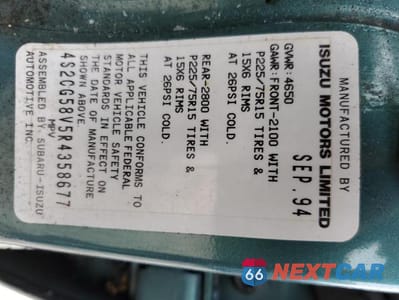 MANUFACTURED BY
ISUZU MOTORS LIMITED
SEP. 94
GVWR:4650
GAWR:FRONT-2100 WITH
P225/75R15 TIRES &
15X6 RIMS
AT 26PSI COLD.
REAR-2800 WITH
P225/75R15 TIRES &
15X6 RIMS
AT 26PSI COLD.
THIS VEHICLE CONFORMS TO
ALL APPLICABLE FEDERAL
MOTOR VEHICLE SAFETY
STANDARDS IN EFFECT ON
THE DATE OF MANUFACTURE
MPV
4S2CG58V5R4358677
ASSEMBLED BY SUBARU-ISUZU
AUTOMOTIVE INC.
66 NEXTCAR